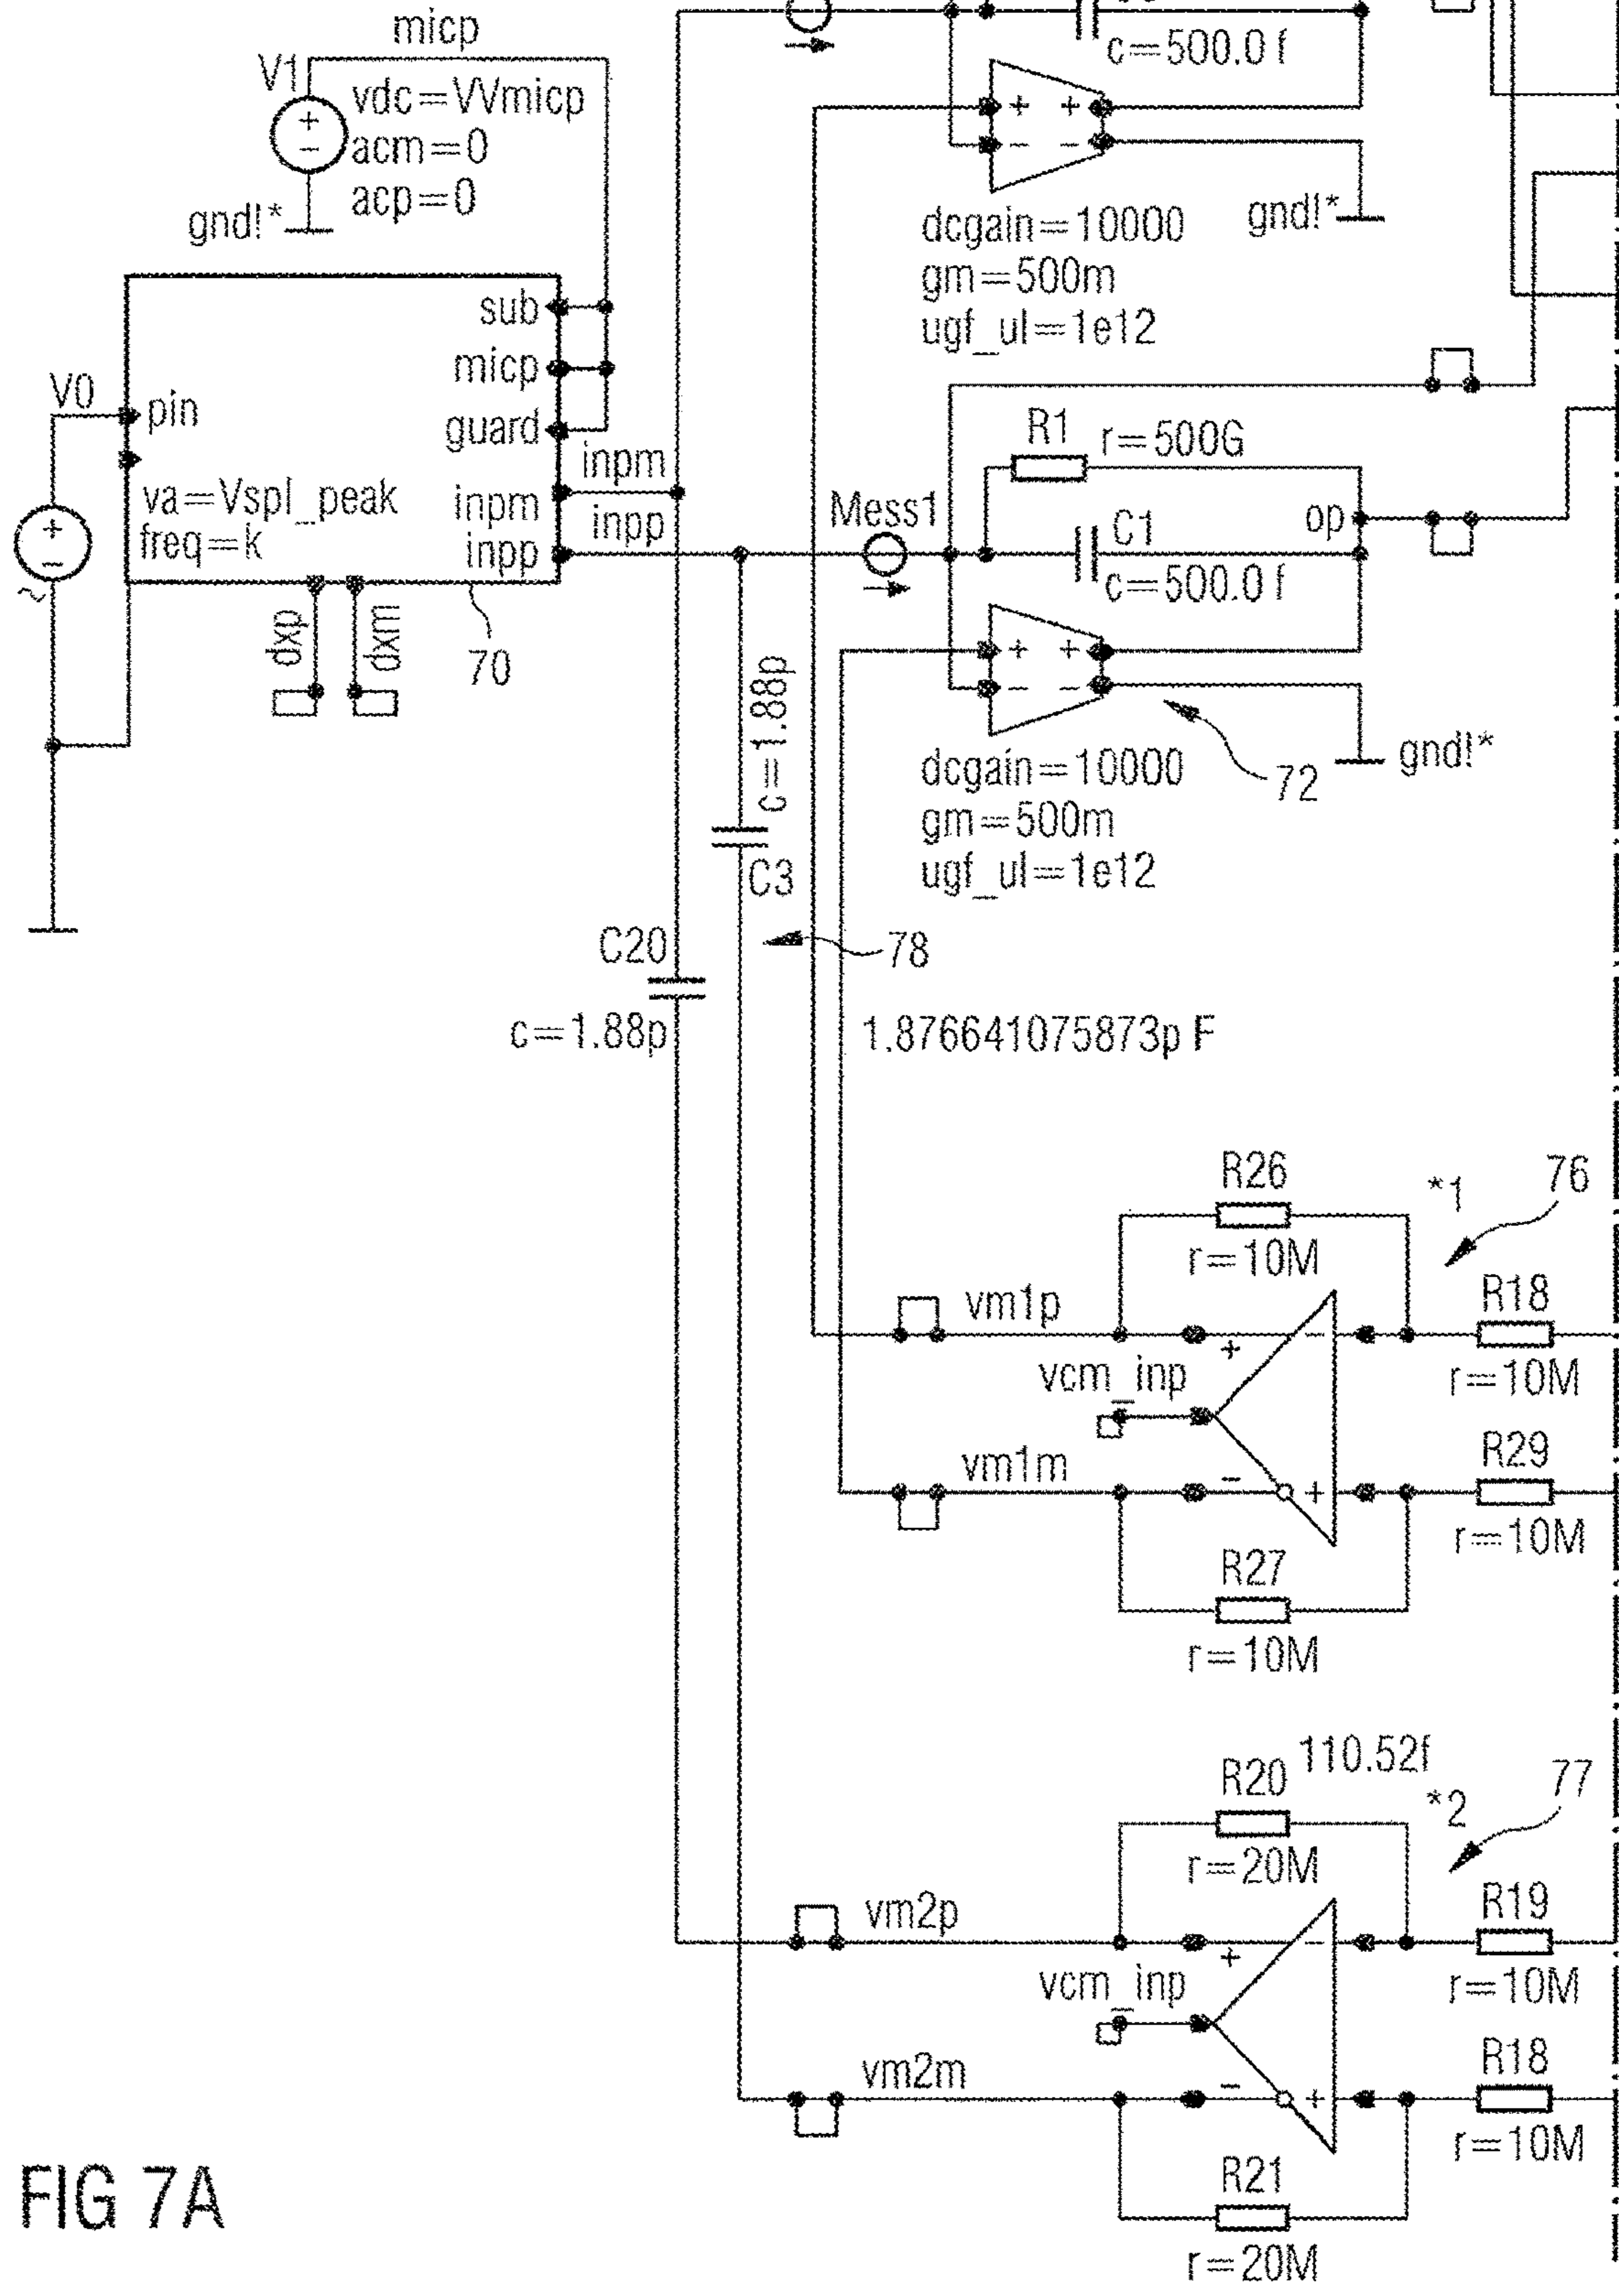 micp
V1
vdc=VVmicp
acm=0
acp=0
gnd!*
c=500.0 f
+ +
- -
dcgain=10000
gm=500m
ugf_ul=1e12
gnd!*
sub
micp
guard
V0
pin
va=Vspl_peak
freq=k
inpm
inpp
inpm
inpp
dxp
dxm
70
Mess1
R1
r=500G
C1
c=500.0 f
op
+ +
- -
72
gnd!*
dcgain=10000
gm=500m
ugf_ul=1e12
c=1.88p
C3
78
C20
c=1.88p
1.876641075873p F
R26
r=10M
*1
76
vm1p
R18
r=10M
vcm_inp
vm1m
R29
r=10M
R27
r=10M
110.52f
R20
r=20M
*2
77
vm2p
R19
r=10M
vcm_inp
vm2m
R18
r=10M
R21
r=20M
FIG 7A